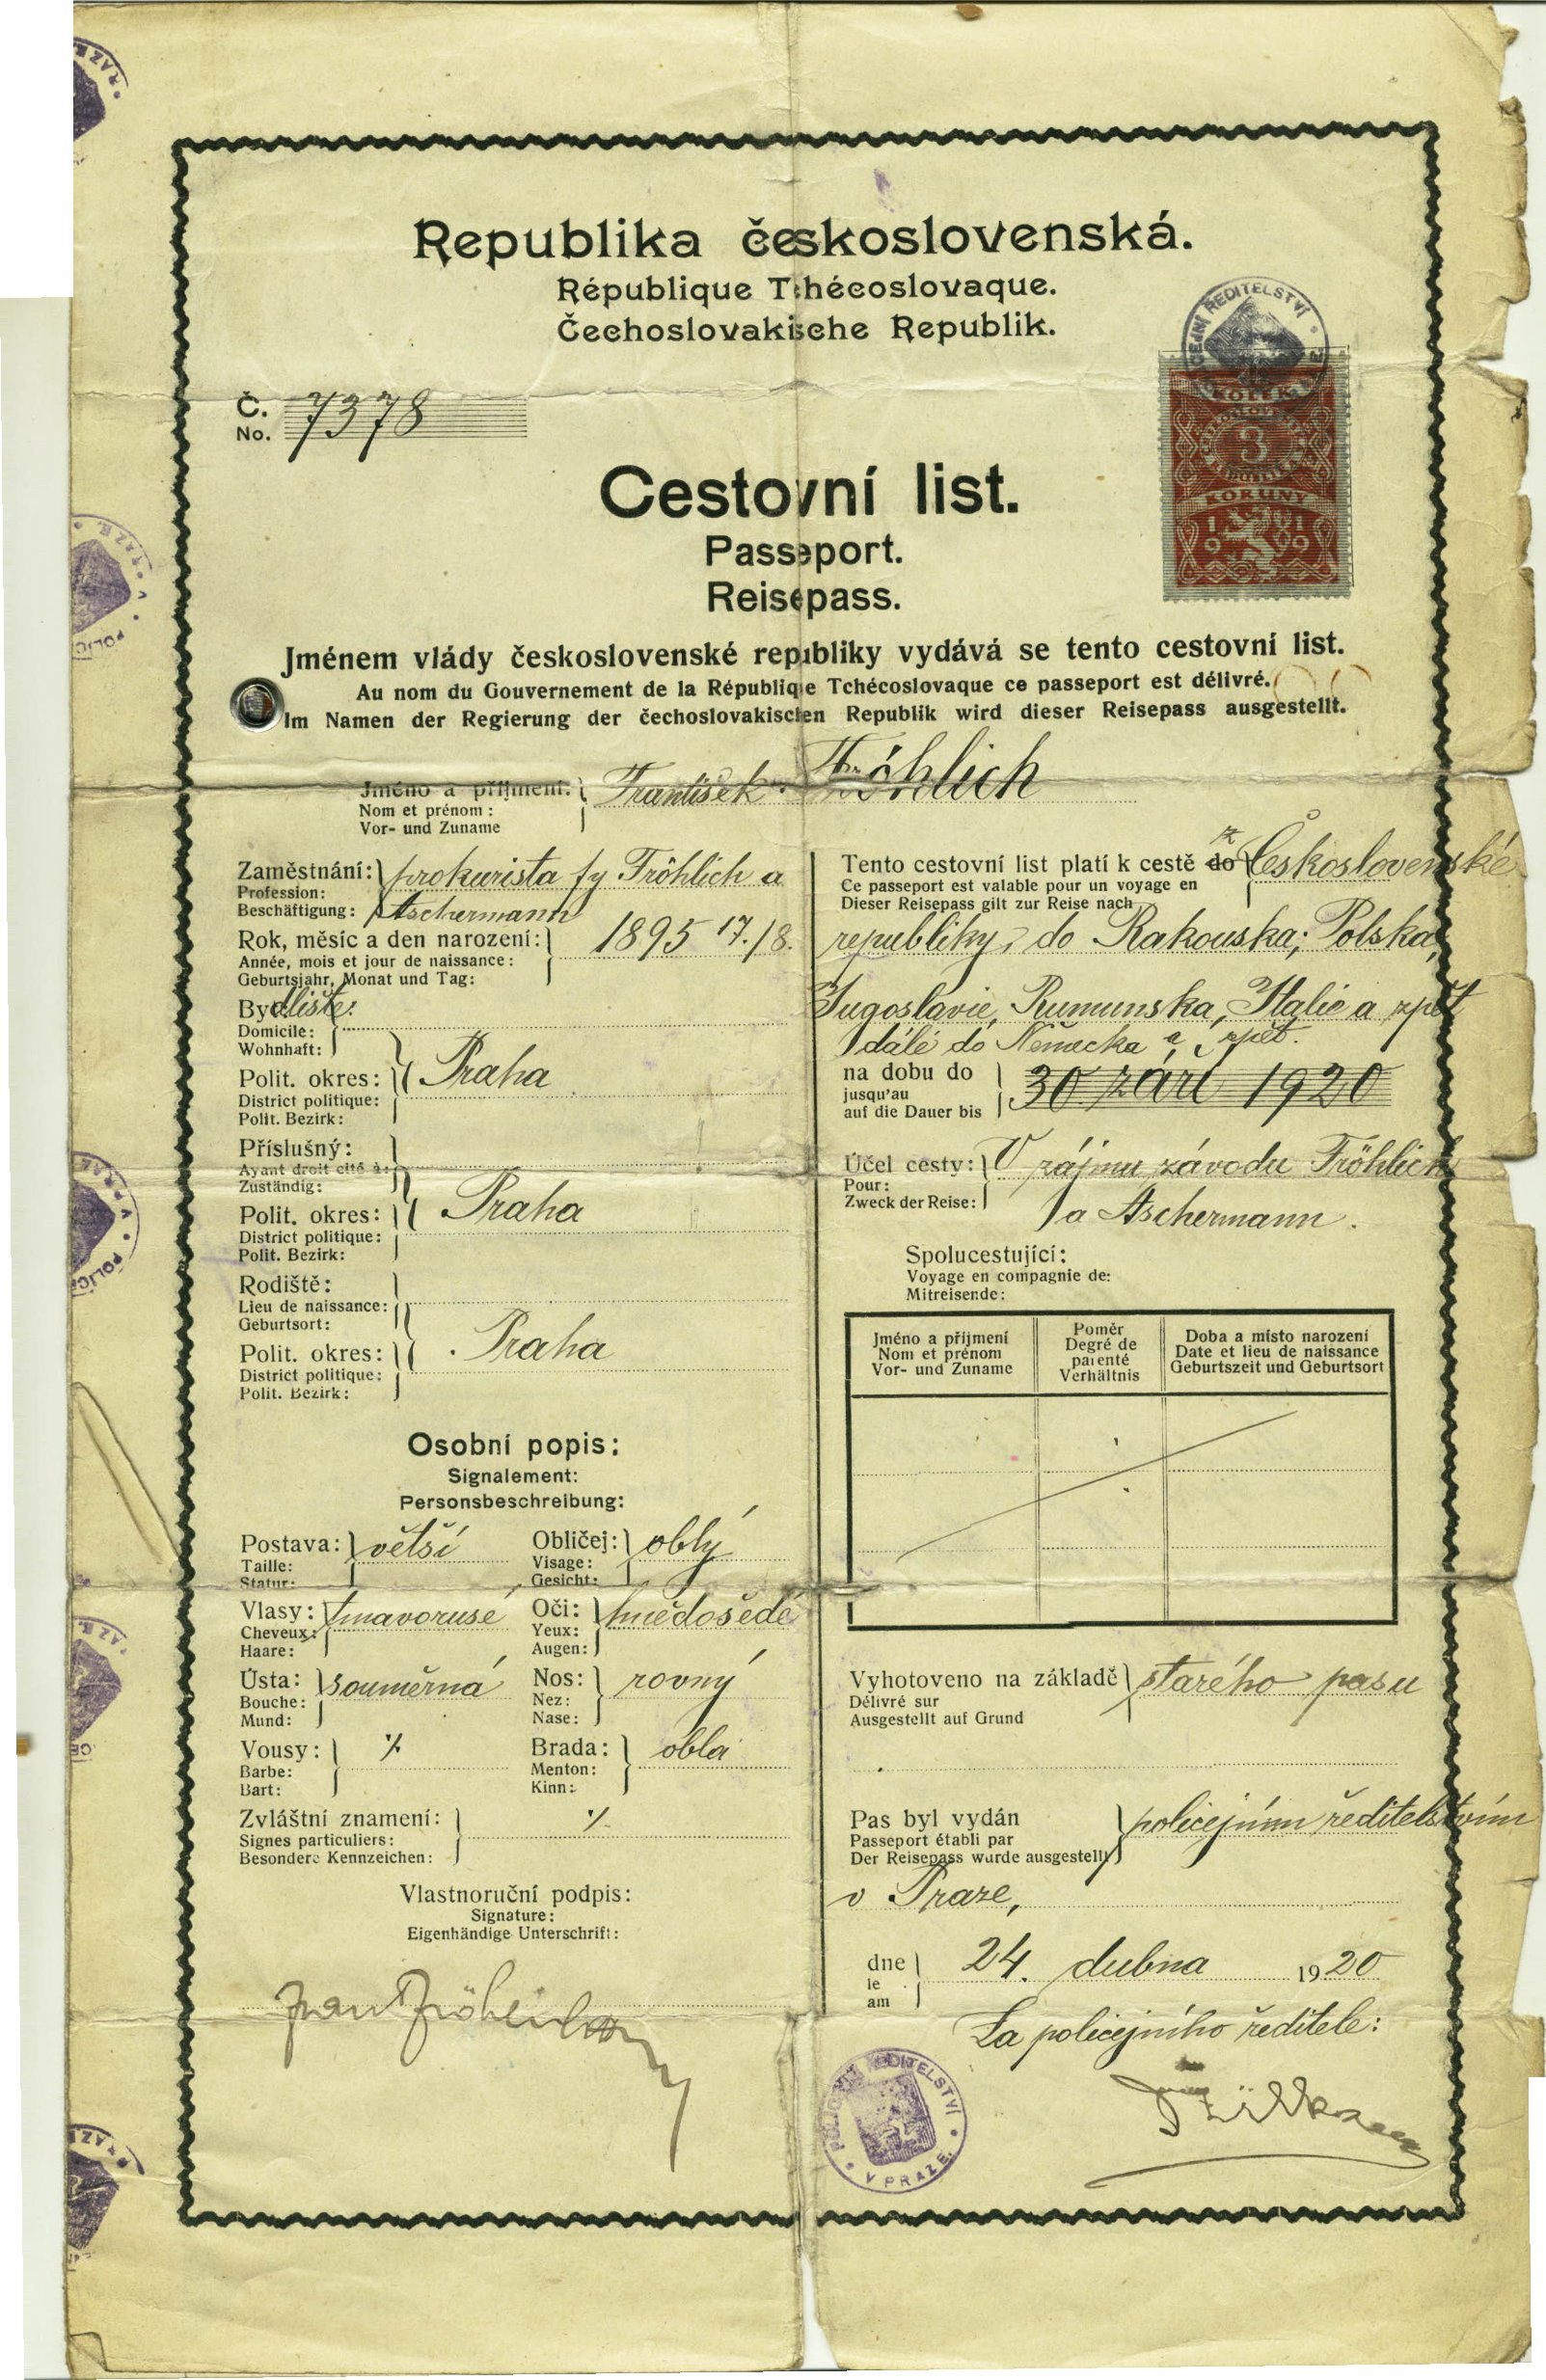 Republika československá.
République Tchécoslovaque.
Čechoslovakische Republik.
POLICEJNÍ ŘEDITELSTVÍ
KOLEK
3
KORUNY
1919
Č. 7378
No.
Cestovní list.
Passeport.
Reisepass.
Jménem vlády československé republiky vydává se tento cestovní list.
Au nom du Gouvernement de la République Tchécoslovaque ce passeport est délivré.
Im Namen der Regierung der čechoslovakischen Republik wird dieser Reisepass ausgestellt.
Jméno a příjmení: František Fröhlich
Nom et prénom:
Vor- und Zuname
Zaměstnání: prokurista fy Fröhlich a
Profession:
Beschäftigung: Aschermann
Rok, měsíc a den narození: 1895 17./8.
Année, mois et jour de naissance:
Geburtsjahr, Monat und Tag:
Bydliště:
Domicile:
Wohnhaft:
Polit. okres: Praha
District politique:
Polit. Bezirk:
Příslušný:
Ayant droit cité à:
Zuständig:
Polit. okres: Praha
District politique:
Polit. Bezirk:
Rodiště:
Lieu de naissance:
Geburtsort:
Polit. okres: Praha
District politique:
Polit. Bezirk:
Osobní popis:
Signalement:
Personsbeschreibung:
Postava: větší Obličej: oblý
Taille: Visage:
Statur: Gesicht:
Vlasy: tmavorusé Oči: hnědošedé
Cheveux: Yeux:
Haare: Augen:
Ústa: souměrná Nos: rovný
Bouche: Nez:
Mund: Nase:
Vousy: ./. Brada: oblá
Barbe: Menton:
Bart: Kinn:
Zvláštní znamení: ./.
Signes particuliers:
Besondere Kennzeichen:
Vlastnoruční podpis:
Signature:
Eigenhändige Unterschrift:
Tento cestovní list platí k cestě do z Československé
Ce passeport est valable pour un voyage en
Dieser Reisepass gilt zur Reise nach
republiky, do Rakouska, Polska,
Jugoslavie, Rumunska, Italie a zpět
dále do Německa a zpět.
na dobu do 30 září 1920
jusqu'au
auf die Dauer bis
Účel cesty: V zájmu závodu Fröhlich
Pour:
Zweck der Reise: a Aschermann.
Spolucestující:
Voyage en compagnie de:
Mitreisende:
Jméno a příjmení Poměr Doba a místo narození
Nom et prénom Degré de parenté Date et lieu de naissance
Vor- und Zuname Verhältnis Geburtszeit und Geburtsort
Vyhotoveno na základě starého pasu
Délivré sur
Ausgestellt auf Grund
Pas byl vydán policejním ředitelstvím
Passeport établi par
Der Reisepass wurde ausgestellt
v Praze,
dne 24. dubna 1920
le
am
Za policejního ředitele:
POLICEJNÍ ŘEDITELSTVÍ V PRAZE